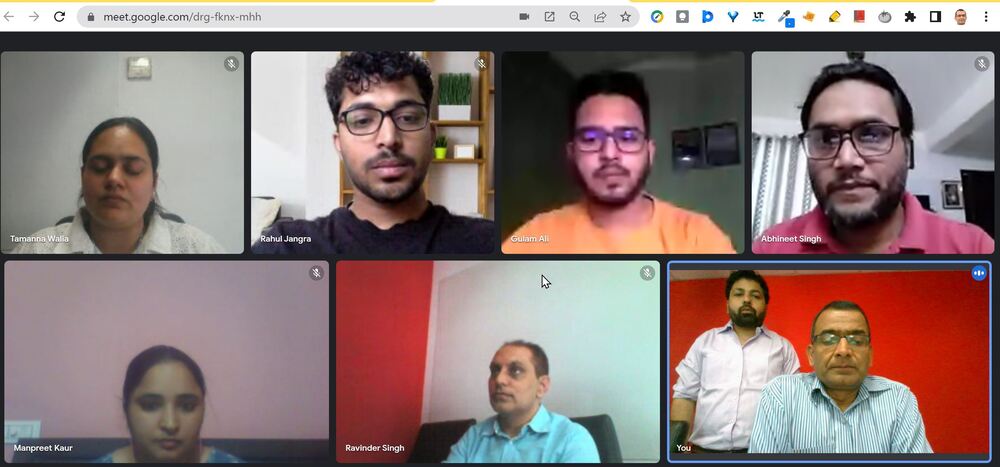 meet.google.com/drg-fknx-mhh
LT
Tamanna Walia
Rahul Jangra
Gulam Ali
Abhineet Singh
Manpreet Kaur
Ravinder Singh
You